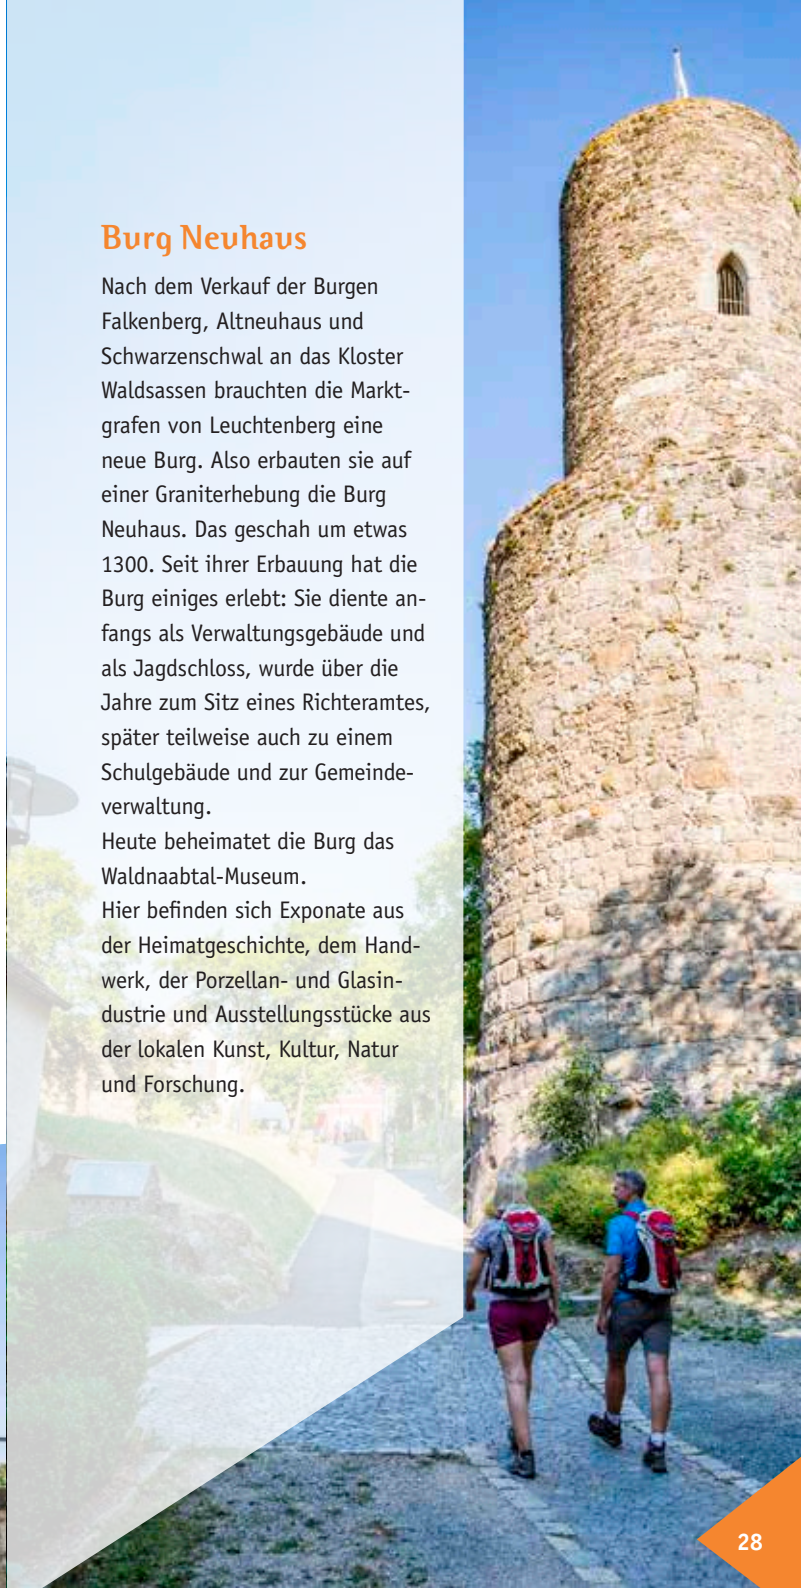 Burg Neuhaus
Nach dem Verkauf der Burgen
Falkenberg, Altneuhaus und
Schwarzenschwal an das Kloster
Waldsassen brauchten die Markt-
grafen von Leuchtenberg eine
neue Burg. Also erbauten sie auf
einer Graniterhebung die Burg
Neuhaus. Das geschah um etwas
1300. Seit ihrer Erbauung hat die
Burg einiges erlebt: Sie diente an-
fangs als Verwaltungsgebäude und
als Jagdschloss, wurde über die
Jahre zum Sitz eines Richteramtes,
später teilweise auch zu einem
Schulgebäude und zur Gemeinde-
verwaltung.
Heute beheimatet die Burg das
Waldnaabtal-Museum.
Hier befinden sich Exponate aus
der Heimatgeschichte, dem Hand-
werk, der Porzellan- und Glasin-
dustrie und Ausstellungsstücke aus
der lokalen Kunst, Kultur, Natur
und Forschung.
28